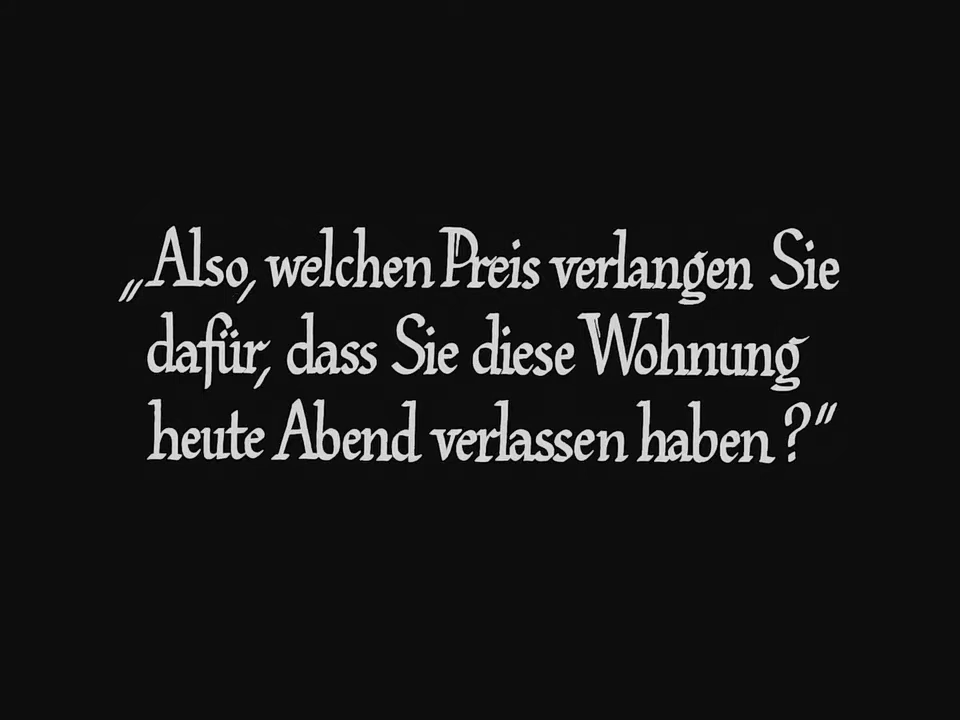 „Also, welchen Preis verlangen Sie
dafür, dass Sie diese Wohnung
heute Abend verlassen haben?“